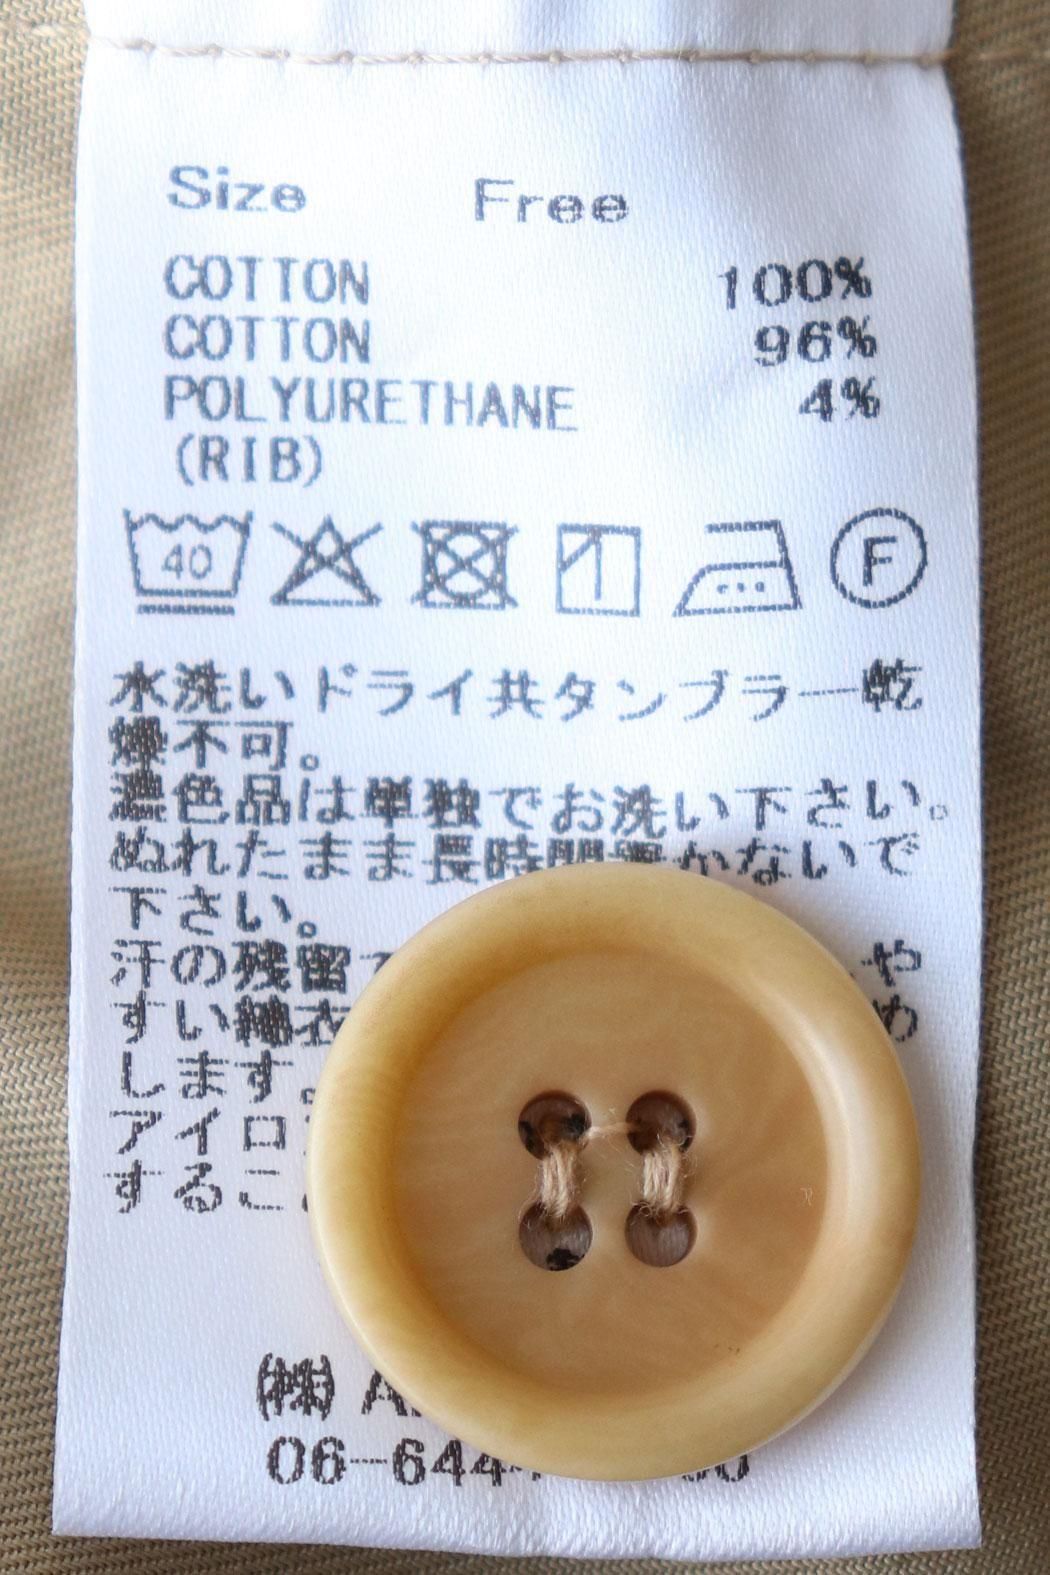 Size Free
COTTON 100%
COTTON 96%
POLYURETHANE 4%
(RIB)
40 F
水洗いドライ共タンブラー乾
燥不可。
濃色品は単独でお洗い下さい。
ぬれたまま長時間置かないで
下さい。
汗の残留 や
すい 衣 め
します。
アイロ
するこ
㈱
06-644